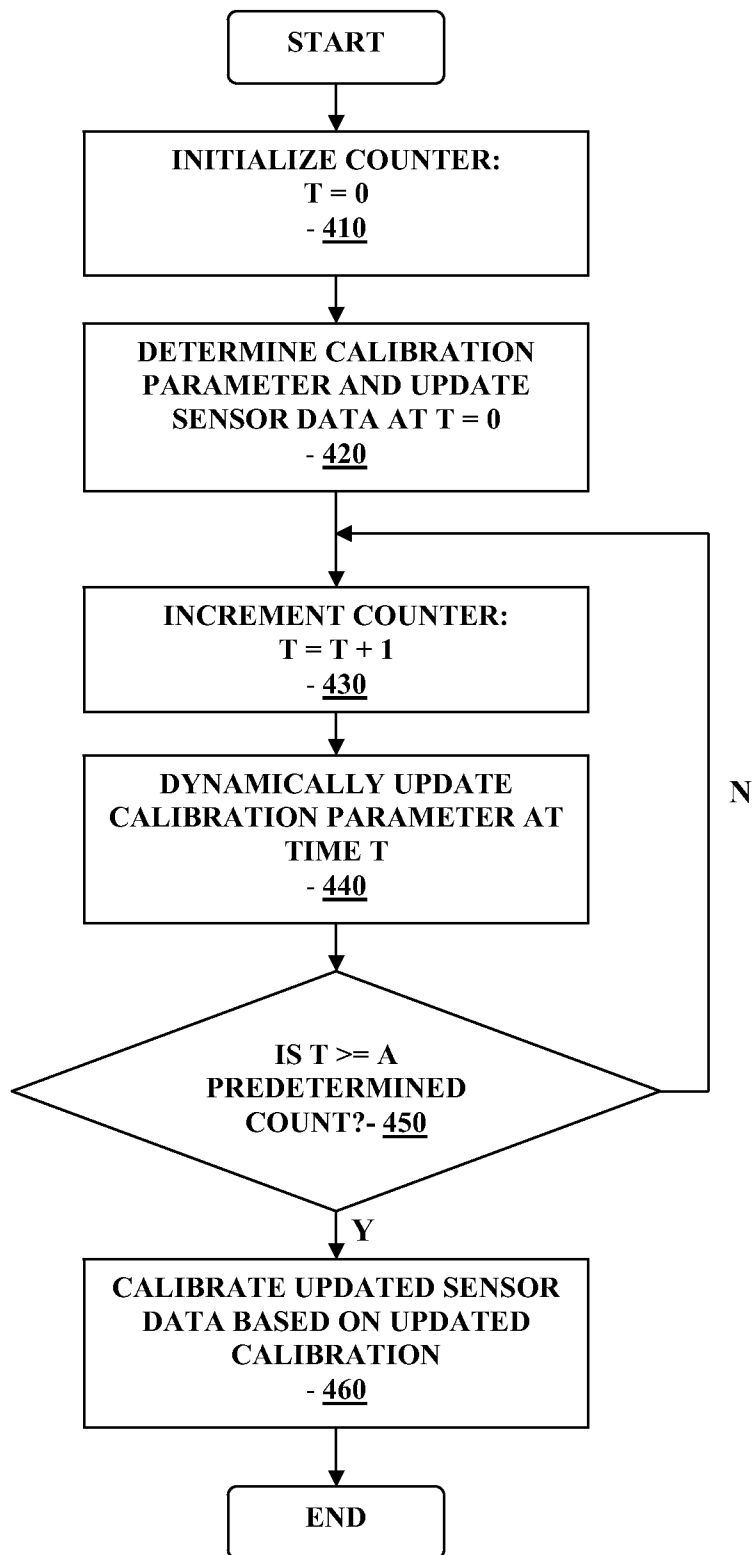 START
INITIALIZE COUNTER:
T = 0
- 410
DETERMINE CALIBRATION
PARAMETER AND UPDATE
SENSOR DATA AT T = 0
- 420
INCREMENT COUNTER:
T = T + 1
- 430
DYNAMICALLY UPDATE
CALIBRATION PARAMETER AT
TIME T
- 440
N
IS T >= A
PREDETERMINED
COUNT?- 450
Y
CALIBRATE UPDATED SENSOR
DATA BASED ON UPDATED
CALIBRATION
- 460
END